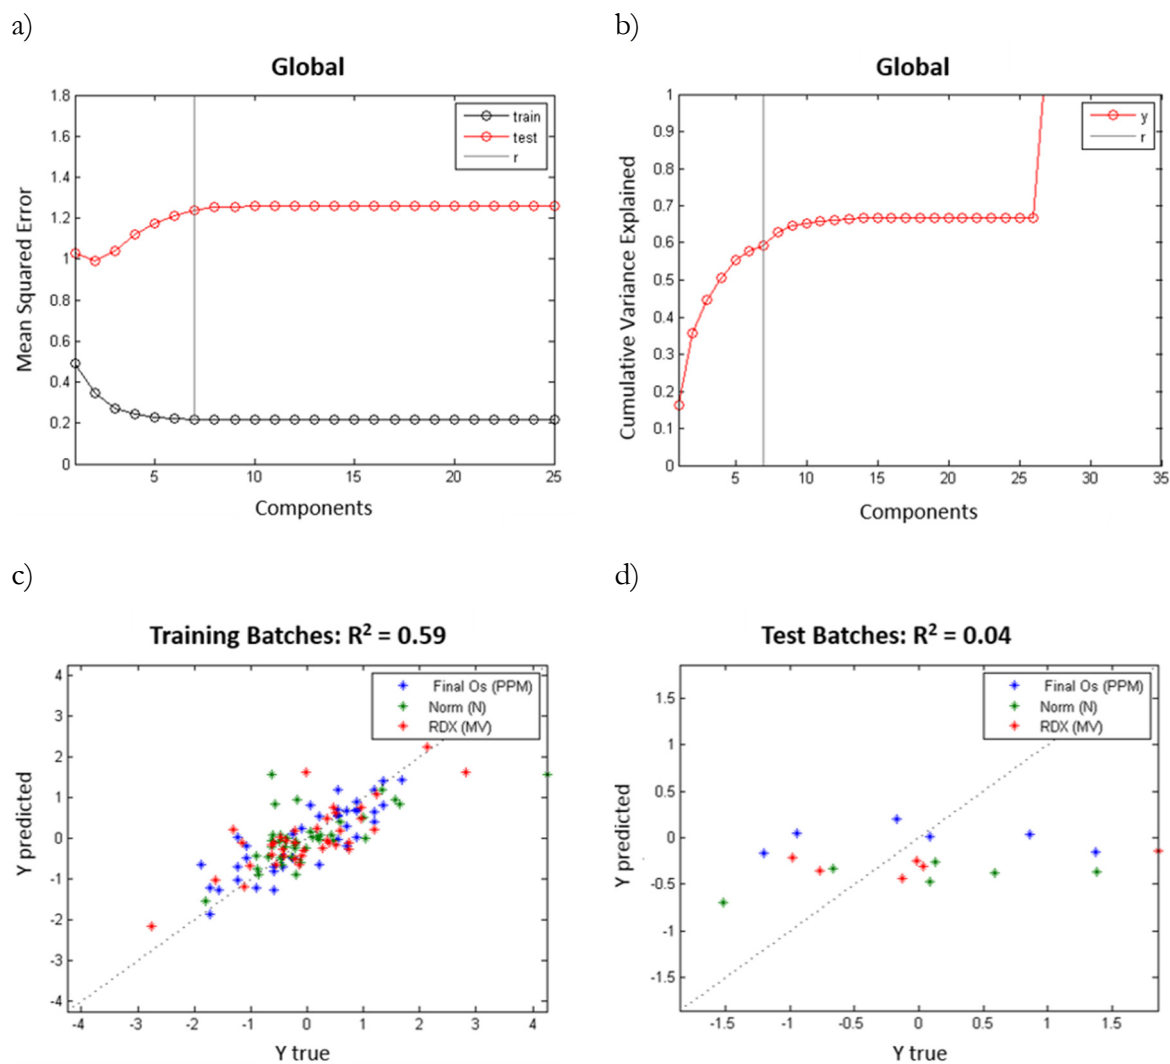 a)
Global
1.8
1.6
1.4
1.2
1
0.8
0.6
0.4
0.2
0
5
10
15
20
25
Mean Squared Error
Components
train
test
r
b)
Global
1
0.9
0.8
0.7
0.6
0.5
0.4
0.3
0.2
0.1
0
5
10
15
20
25
30
35
Cumulative Variance Explained
Components
y
r
c)
Training Batches: R² = 0.59
4
3
2
1
0
-1
-2
-3
-4
-4
-3
-2
-1
0
1
2
3
4
Y predicted
Y true
Final Os (PPM)
Norm (N)
RDX (MV)
d)
Test Batches: R² = 0.04
1.5
1
0.5
0
-0.5
-1
-1.5
-1.5
-1
-0.5
0
0.5
1
1.5
Y predicted
Y true
Final Os (PPM)
Norm (N)
RDX (MV)